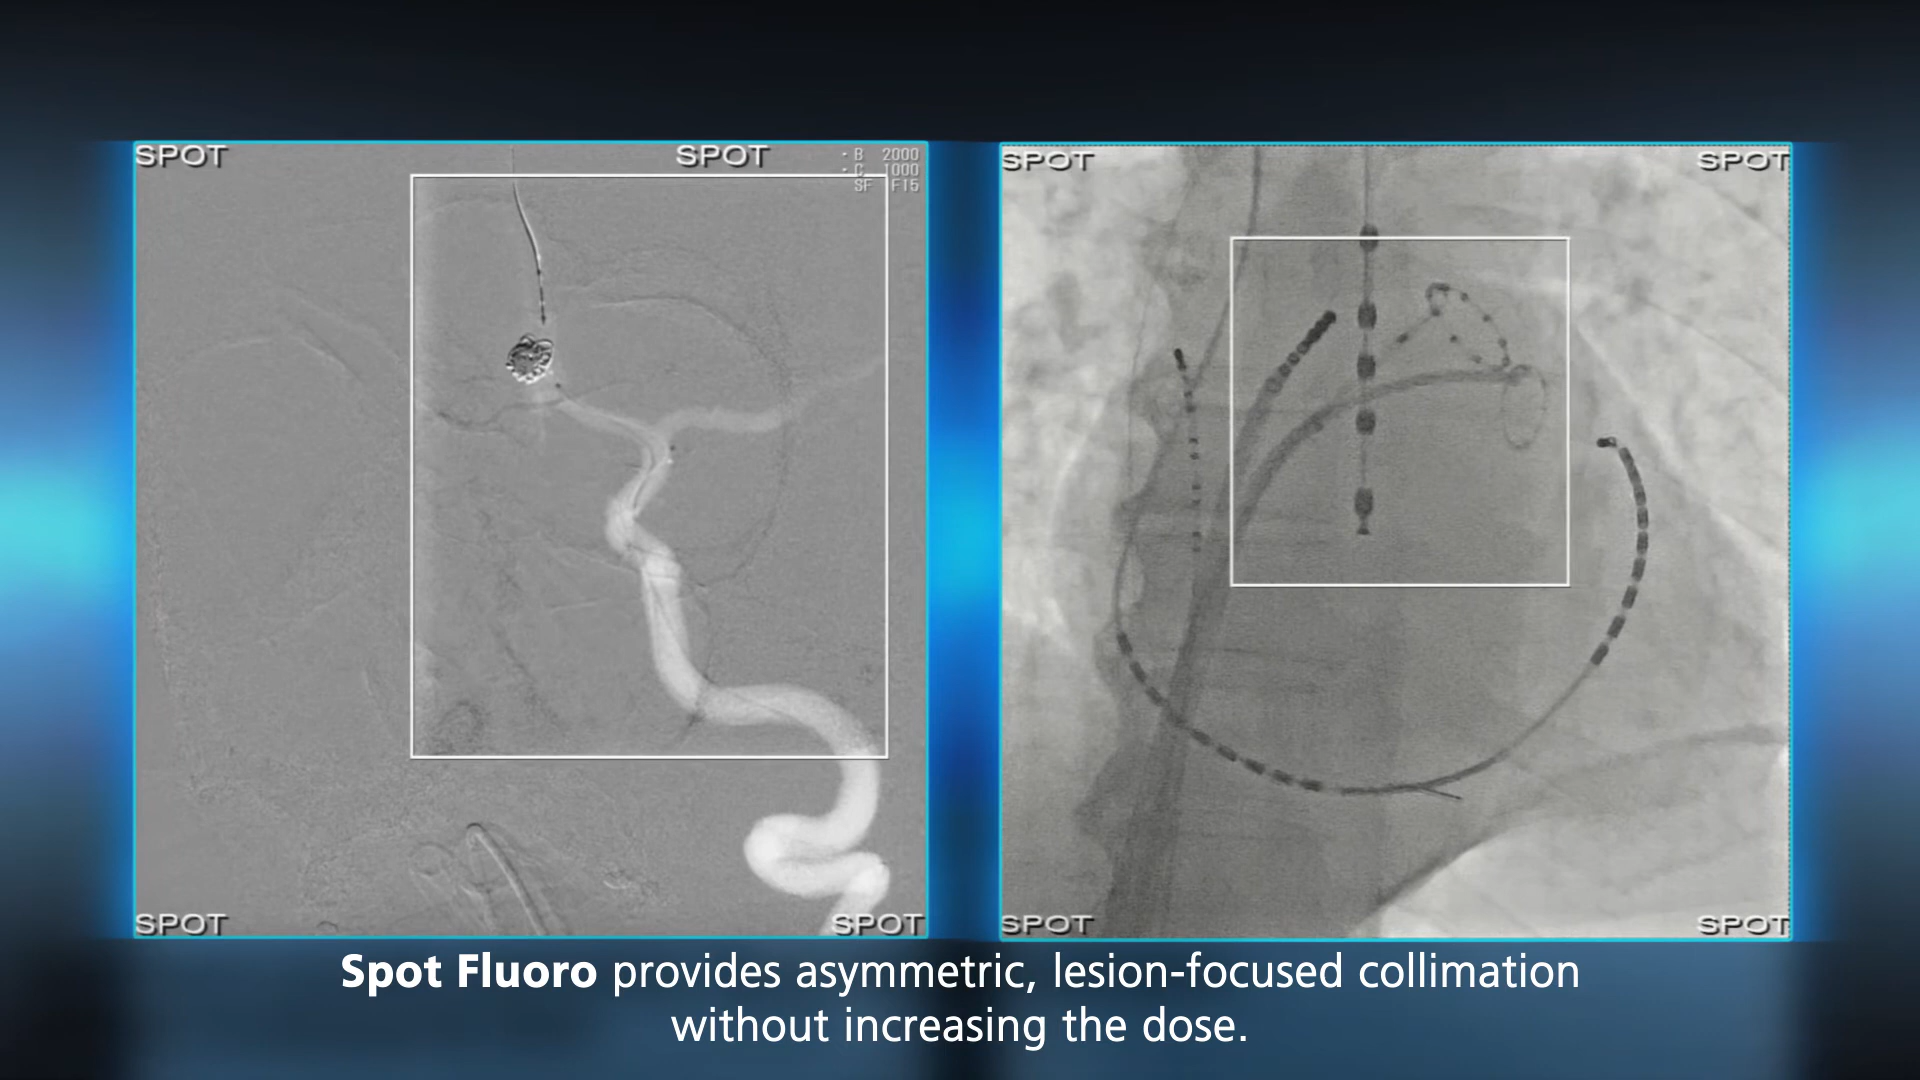 SPOT
SPOT
• B 2000
• C 1000
SF F15
SPOT
SPOT
SPOT
SPOT
SPOT
SPOT
Spot Fluoro provides asymmetric, lesion-focused collimation
without increasing the dose.